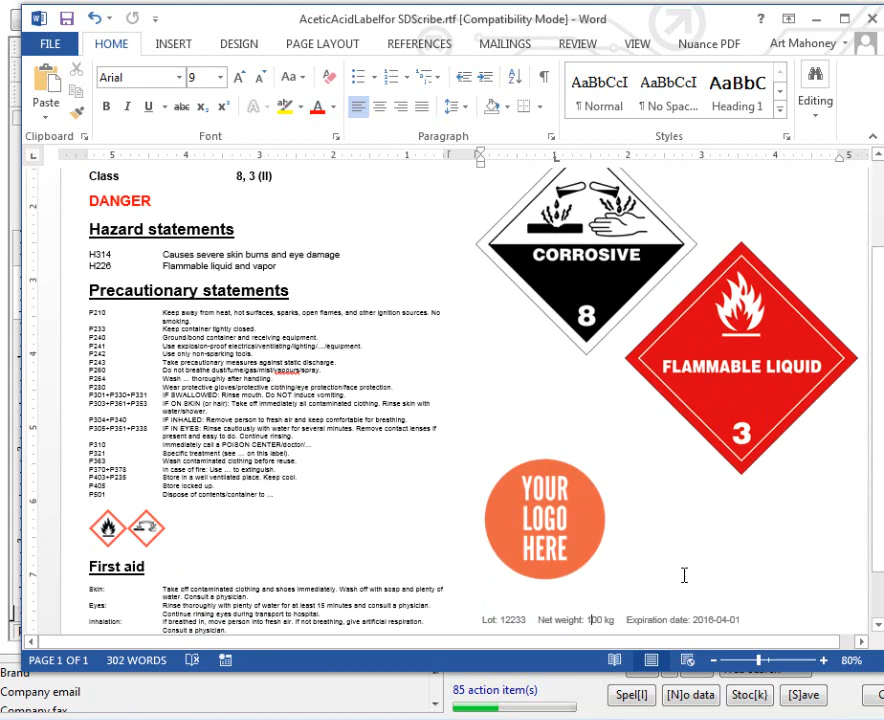 AceticAcidLabelfor SDScribe.rtf [Compatibility Mode] - Word
FILE HOME INSERT DESIGN PAGE LAYOUT REFERENCES MAILINGS REVIEW VIEW Nuance PDF Art Mahoney
Paste
Arial 9
AaBbCcI AaBbCcI AaBbC
¶ Normal ¶ No Spac... Heading 1
Editing
Clipboard Font Paragraph Styles
Class 8, 3 (II)
DANGER
Hazard statements
H314 Causes severe skin burns and eye damage
H226 Flammable liquid and vapor
Precautionary statements
P210 Keep away from heat, hot surfaces, sparks, open flames, and other ignition sources. No
smoking.
P233 Keep container tightly closed.
P240 Ground/bond container and receiving equipment.
P241 Use explosion-proof electrical/ventilating/lighting/.../equipment.
P242 Use only non-sparking tools.
P243 Take precautionary measures against static discharge.
P260 Do not breathe dust/fume/gas/mist/vapours/spray.
P264 Wash ... thoroughly after handling.
P280 Wear protective gloves/protective clothing/eye protection/face protection.
P301+P330+P331 IF SWALLOWED: Rinse mouth. Do NOT induce vomiting.
P303+P361+P353 IF ON SKIN (or hair): Take off immediately all contaminated clothing. Rinse skin with
water/shower.
P304+P340 IF INHALED: Remove person to fresh air and keep comfortable for breathing.
P305+P351+P338 IF IN EYES: Rinse cautiously with water for several minutes. Remove contact lenses if
present and easy to do. Continue rinsing.
P310 Immediately call a POISON CENTER/doctor/...
P321 Specific treatment (see ... on this label).
P363 Wash contaminated clothing before reuse.
P370+P378 In case of fire: Use ... to extinguish.
P403+P235 Store in a well ventilated place. Keep cool.
P405 Store locked up.
P501 Dispose of contents/container to ...
First aid
Skin: Take off contaminated clothing and shoes immediately. Wash off with soap and plenty of
water. Consult a physician.
Eyes: Rinse thoroughly with plenty of water for at least 15 minutes and consult a physician.
Continue rinsing eyes during transport to hospital.
Inhalation: If breathed in, move person into fresh air. If not breathing, give artificial respiration.
Consult a physician.
CORROSIVE
8
FLAMMABLE LIQUID
3
YOUR
LOGO
HERE
Lot: 12233 Net weight: 100 kg Expiration date: 2016-04-01
PAGE 1 OF 1 302 WORDS 80%
Brand
Company email
Company fax
85 action item(s)
Spel[l] [N]o data Stoc[k] [S]ave